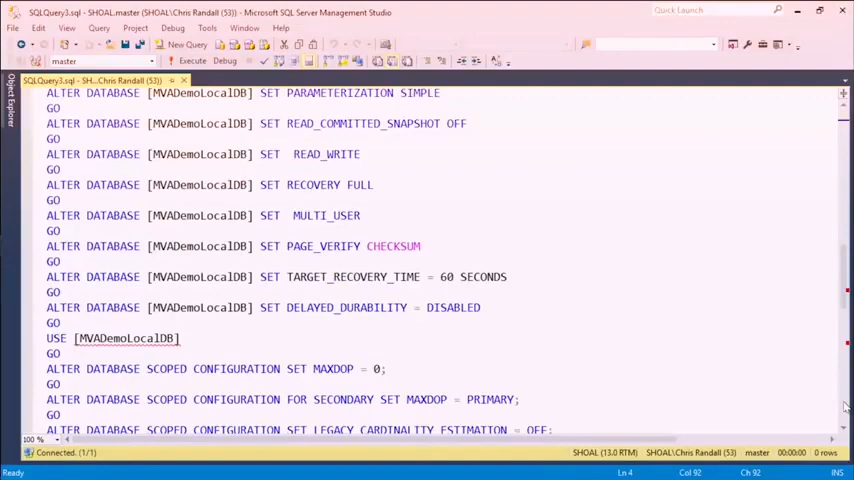 SQLQuery3.sql - SHOAL.master (SHOAL\Chris Randall (53)) - Microsoft SQL Server Management Studio
Quick Launch (Ctrl+Q)
File Edit View Query Project Debug Tools Window Help
New Query
master Execute Debug
SQLQuery3.sql - SH...Chris Randall (53))
Object Explorer
ALTER DATABASE [MVADemoLocalDB] SET PARAMETERIZATION SIMPLE
GO
ALTER DATABASE [MVADemoLocalDB] SET READ_COMMITTED_SNAPSHOT OFF
GO
ALTER DATABASE [MVADemoLocalDB] SET  READ_WRITE
GO
ALTER DATABASE [MVADemoLocalDB] SET RECOVERY FULL
GO
ALTER DATABASE [MVADemoLocalDB] SET  MULTI_USER
GO
ALTER DATABASE [MVADemoLocalDB] SET PAGE_VERIFY CHECKSUM
GO
ALTER DATABASE [MVADemoLocalDB] SET TARGET_RECOVERY_TIME = 60 SECONDS
GO
ALTER DATABASE [MVADemoLocalDB] SET DELAYED_DURABILITY = DISABLED
GO
USE [MVADemoLocalDB]
GO
ALTER DATABASE SCOPED CONFIGURATION SET MAXDOP = 0;
GO
ALTER DATABASE SCOPED CONFIGURATION FOR SECONDARY SET MAXDOP = PRIMARY;
GO
ALTER DATABASE SCOPED CONFIGURATION SET LEGACY_CARDINALITY_ESTIMATION = OFF;
100 %
Connected. (1/1) SHOAL (13.0 RTM) SHOAL\Chris Randall (53) master 00:00:00 0 rows
Ready Ln 4 Col 92 Ch 92 INS